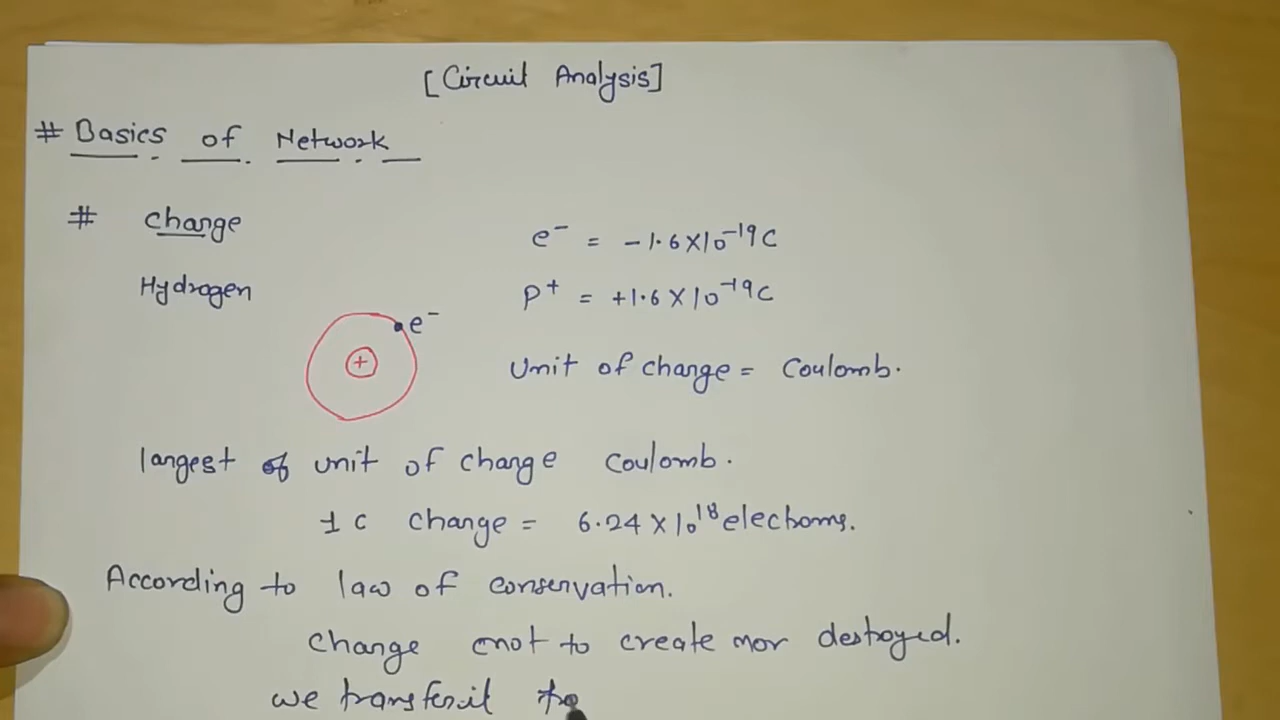 [Circuit Analysis]
# Basics of Network
# charge
Hydrogen
e⁻ = -1.6×10⁻¹⁹C
P⁺ = +1.6×10⁻¹⁹C
e⁻
+
Unit of charge = Coulomb.
largest of unit of charge Coulomb.
1 C charge = 6.24×10¹⁸ electrons.
According to law of conservation.
charge not to create nor destroyed.
we transfer it to